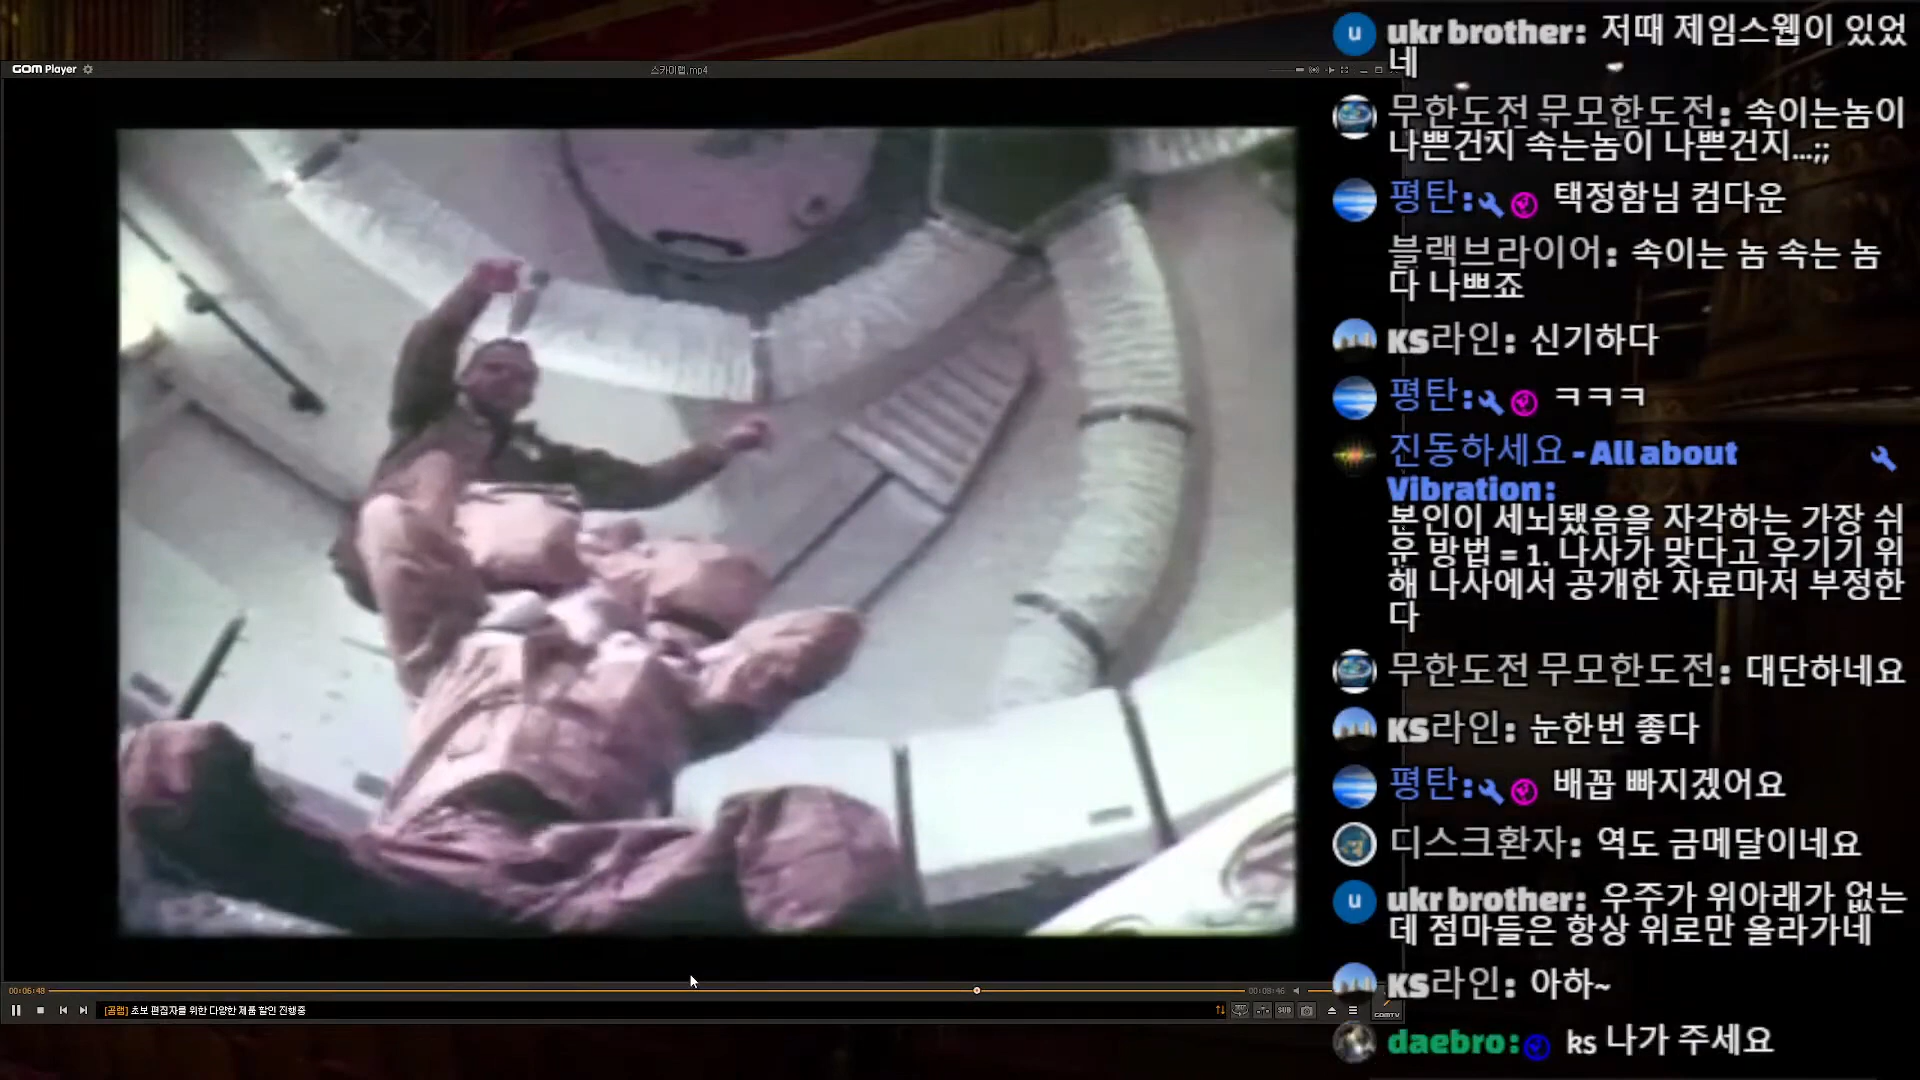 GOM Player
스카이랩.mp4
00:06:48
00:08:46
[곰랩] 초보 편집자를 위한 다양한 제품 할인 진행중
SUB
GOMTV
ukr brother: 저때 제임스웹이 있었
네
무한도전 무모한도전: 속이는놈이
나쁜건지 속는놈이 나쁜건지...;;
평탄: 택정함님 컴다운
블랙브라이어: 속이는 놈 속는 놈
다 나쁘죠
KS라인: 신기하다
평탄: ㅋㅋㅋ
진동하세요 - All about
Vibration:
본인이 세뇌됐음을 자각하는 가장 쉬
운 방법 = 1. 나사가 맞다고 우기기 위
해 나사에서 공개한 자료마저 부정한
다
무한도전 무모한도전: 대단하네요
KS라인: 눈한번 좋다
평탄: 배꼽 빠지겠어요
디스크환자: 역도 금메달이네요
ukr brother: 우주가 위아래가 없는
데 점마들은 항상 위로만 올라가네
KS라인: 아하~
daebro: ks 나가 주세요